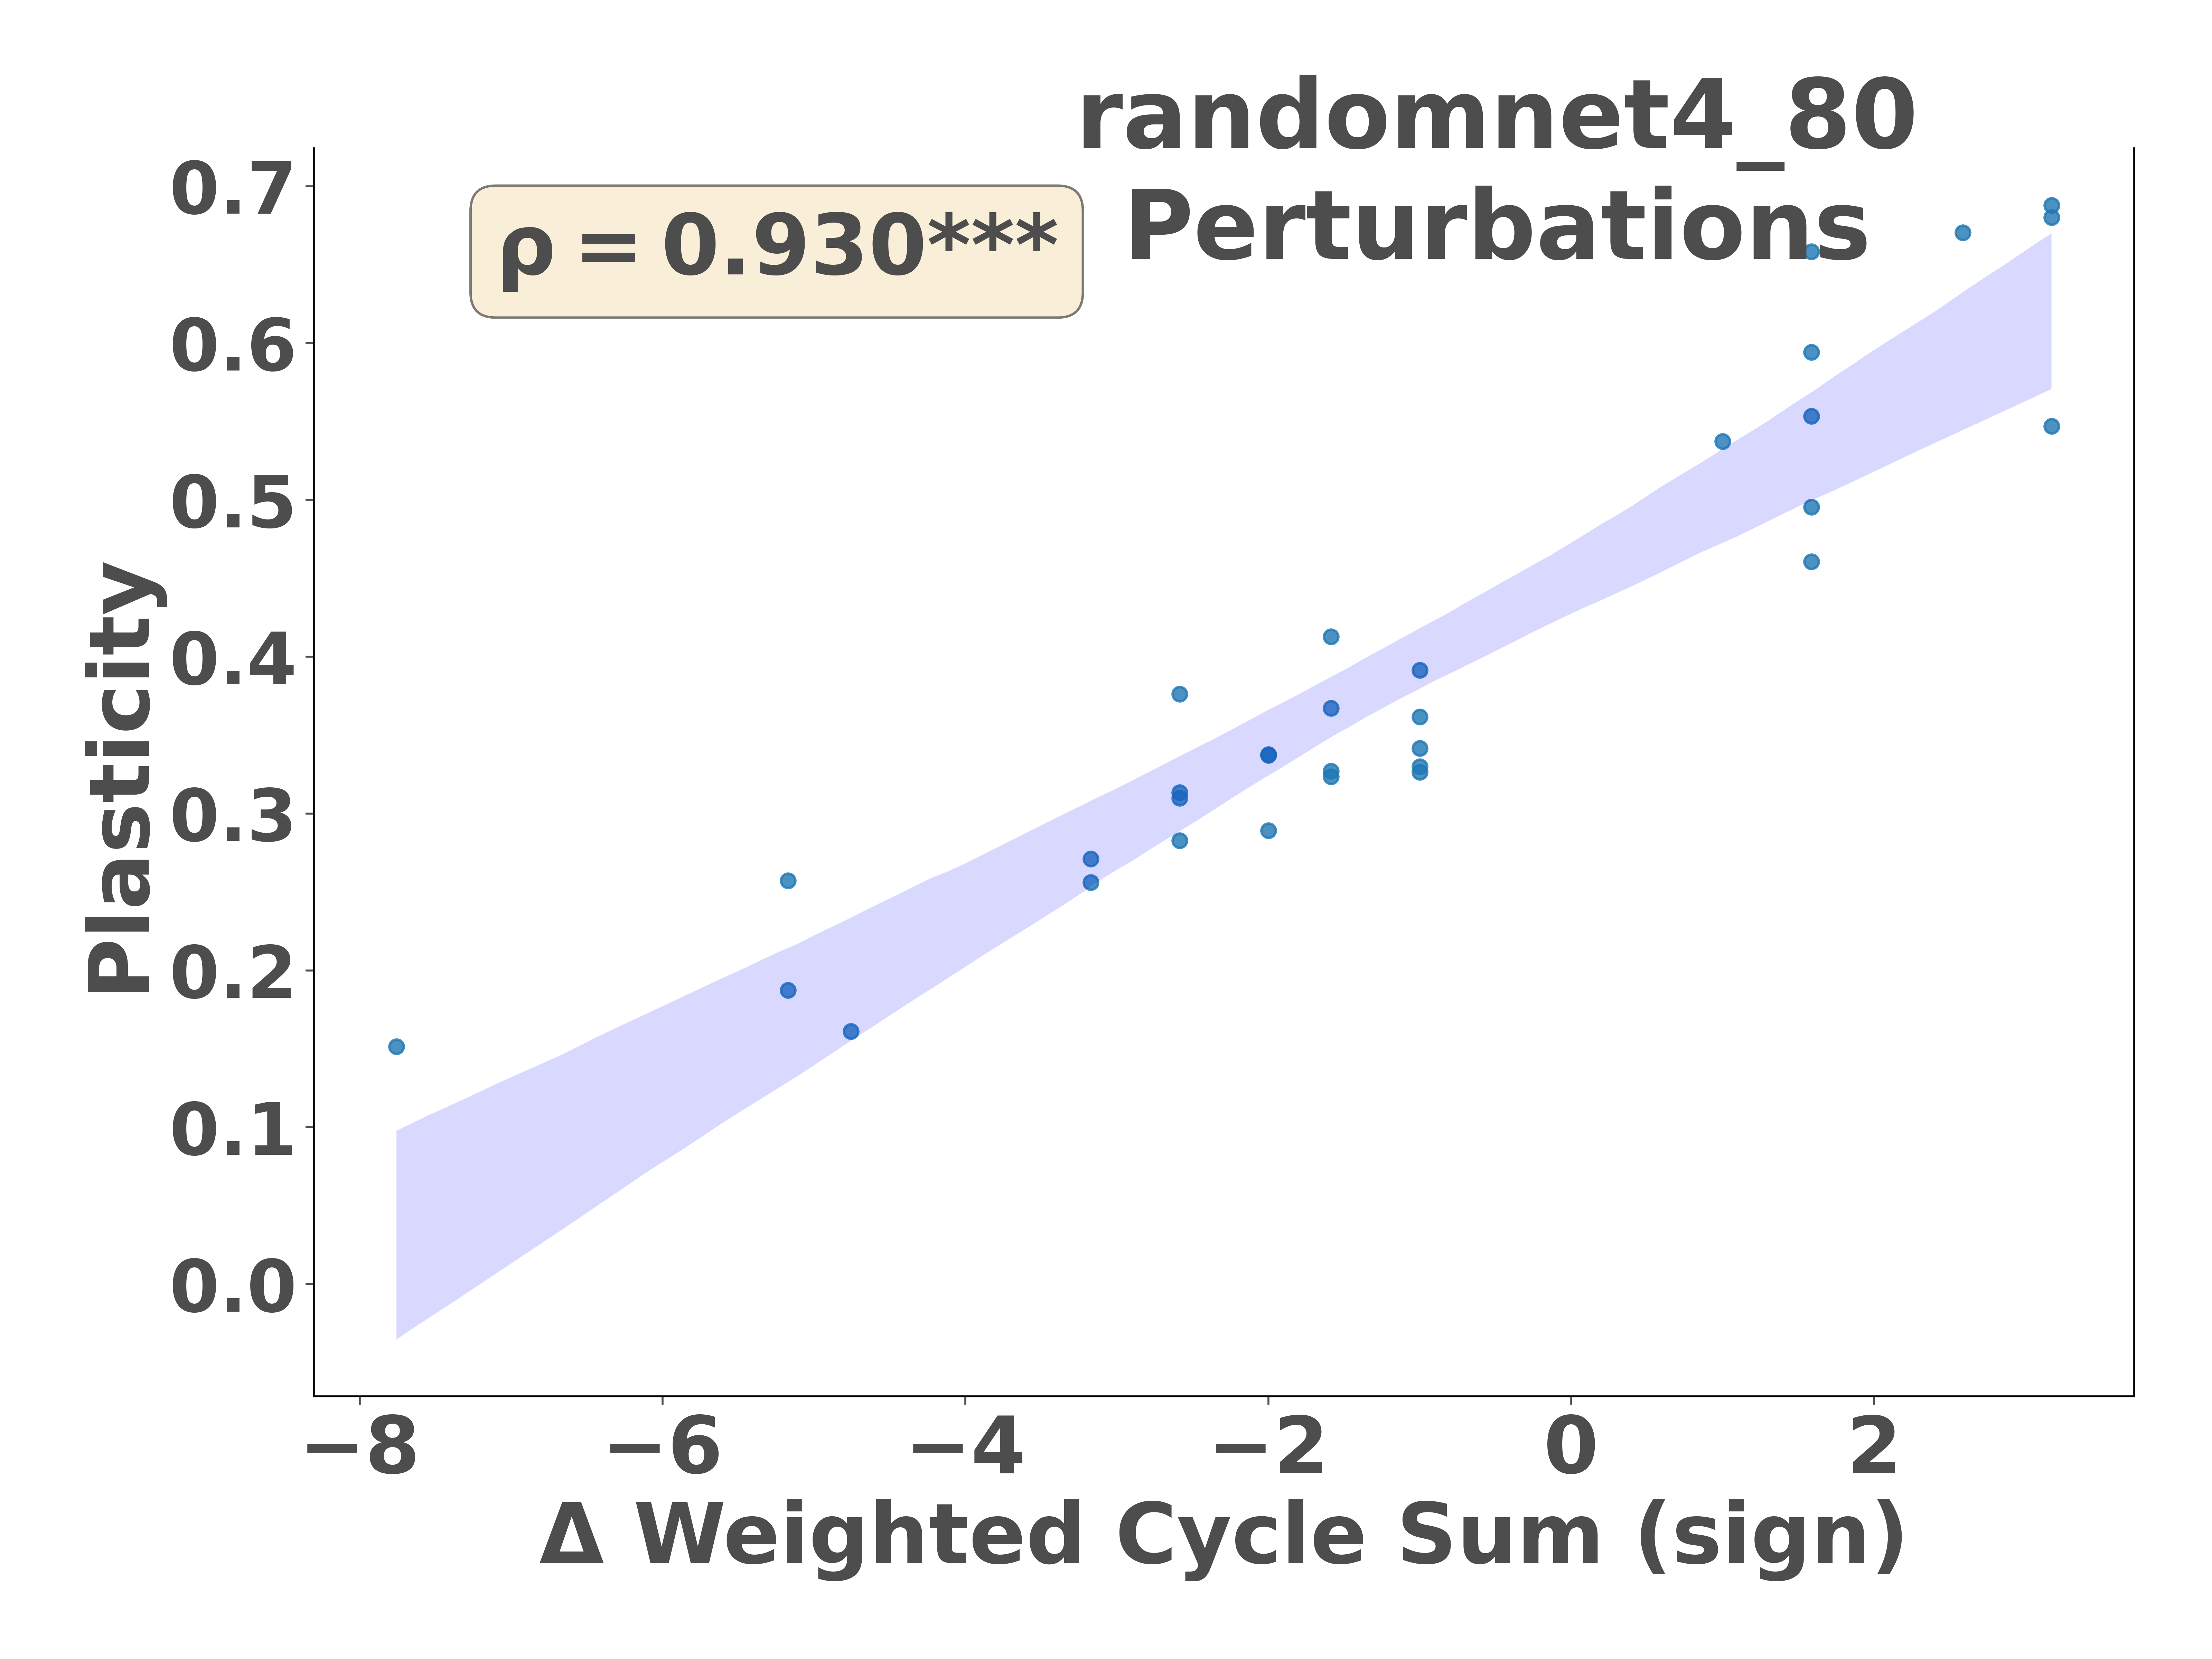 randomnet4_80
Perturbations
ρ = 0.930***
Plasticity
0.7
0.6
0.5
0.4
0.3
0.2
0.1
0.0
−8 −6 −4 −2 0 2
Δ Weighted Cycle Sum (sign)